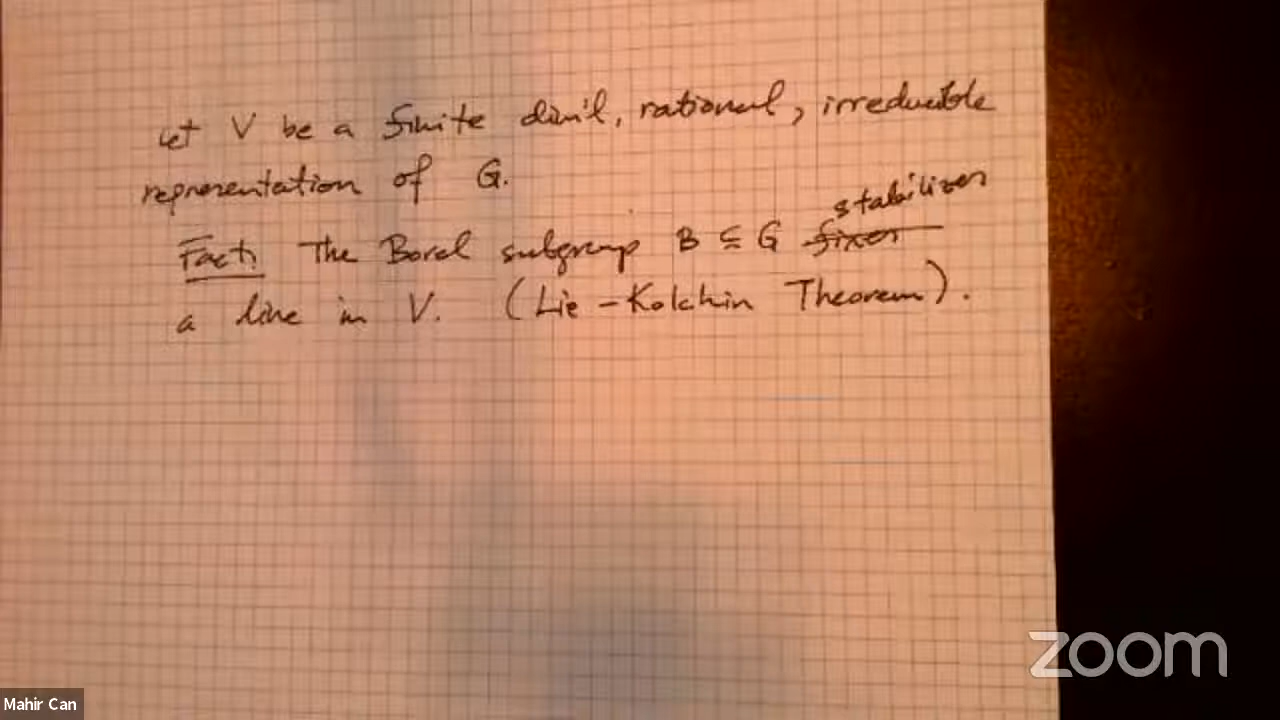 Let V be a finite dim'l, rational, irreducible
representation of G.
stabilizes
Fact: The Borel subgroup B ⊆ G fixes
a line in V. (Lie-Kolchin Theorem).
zoom
Mahir Can